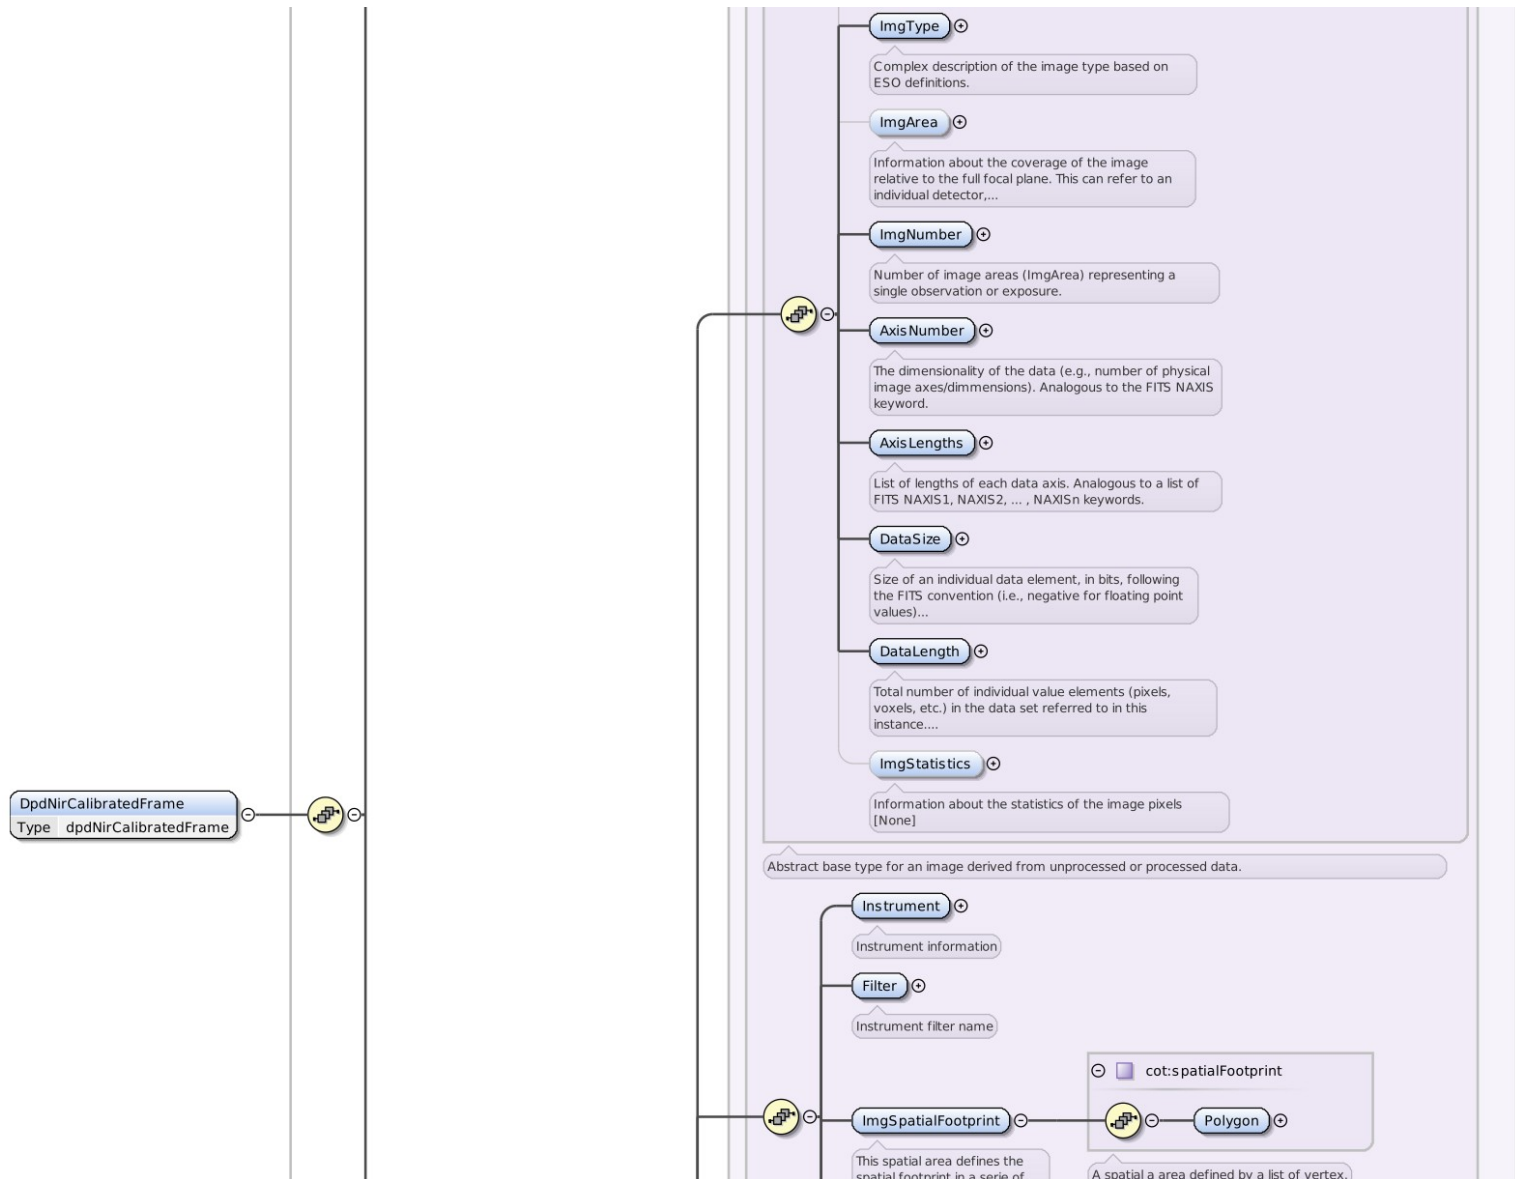 ImgType
Complex description of the image type based on
ESO definitions.
ImgArea
Information about the coverage of the image
relative to the full focal plane. This can refer to an
individual detector,...
ImgNumber
Number of image areas (ImgArea) representing a
single observation or exposure.
AxisNumber
The dimensionality of the data (e.g., number of physical
image axes/dimmensions). Analogous to the FITS NAXIS
keyword.
AxisLengths
List of lengths of each data axis. Analogous to a list of
FITS NAXIS1, NAXIS2, ... , NAXISn keywords.
DataSize
Size of an individual data element, in bits, following
the FITS convention (i.e., negative for floating point
values)...
DataLength
Total number of individual value elements (pixels,
voxels, etc.) in the data set referred to in this
instance....
ImgStatistics
Information about the statistics of the image pixels
[None]
DpdNirCalibratedFrame
Type dpdNirCalibratedFrame
Abstract base type for an image derived from unprocessed or processed data.
Instrument
Instrument information
Filter
Instrument filter name
cot:spatialFootprint
ImgSpatialFootprint
Polygon
This spatial area defines the
spatial footprint in a serie of
A spatial a area defined by a list of vertex.